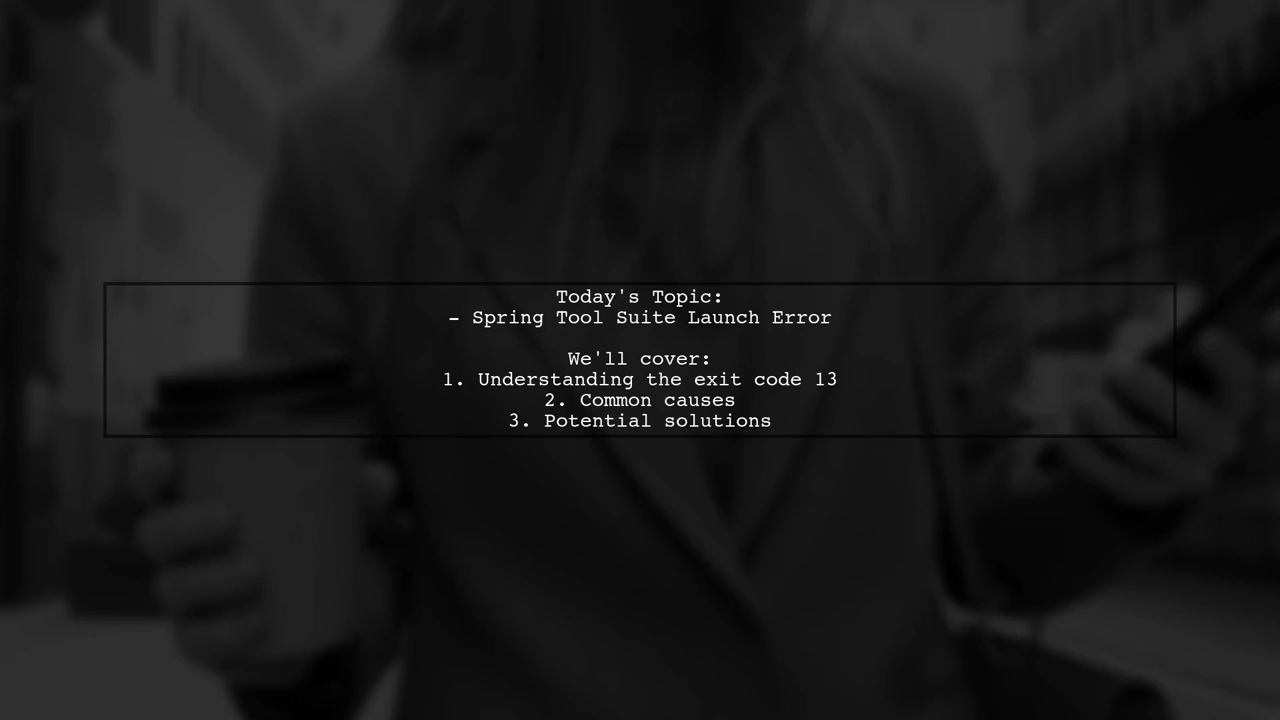 Today's Topic:
– Spring Tool Suite Launch Error
We'll cover:
1. Understanding the exit code 13
2. Common causes
3. Potential solutions